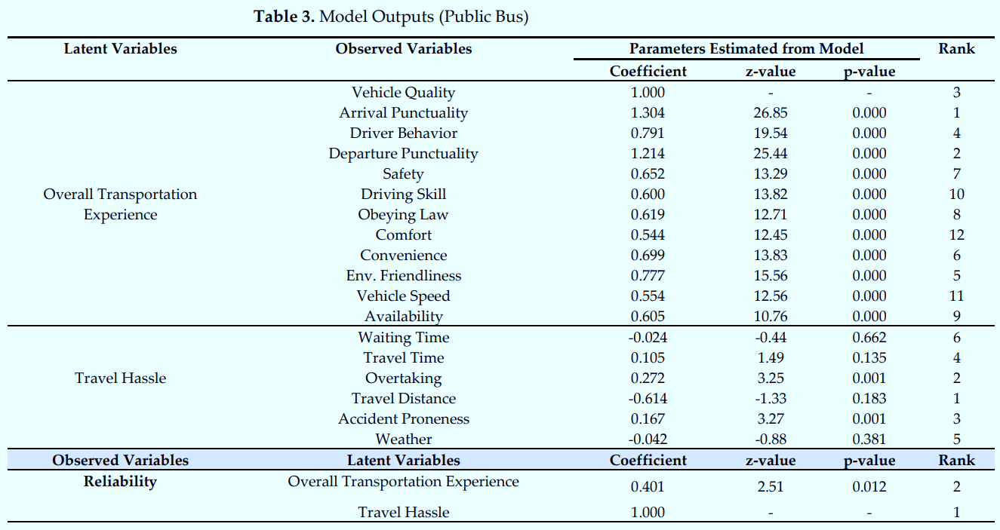 Table 3. Model Outputs (Public Bus)
Latent Variables Observed Variables Parameters Estimated from Model Rank
Coefficient z-value p-value
Vehicle Quality 1.000 - - 3
Arrival Punctuality 1.304 26.85 0.000 1
Driver Behavior 0.791 19.54 0.000 4
Departure Punctuality 1.214 25.44 0.000 2
Safety 0.652 13.29 0.000 7
Overall Transportation Driving Skill 0.600 13.82 0.000 10
Experience Obeying Law 0.619 12.71 0.000 8
Comfort 0.544 12.45 0.000 12
Convenience 0.699 13.83 0.000 6
Env. Friendliness 0.777 15.56 0.000 5
Vehicle Speed 0.554 12.56 0.000 11
Availability 0.605 10.76 0.000 9
Waiting Time -0.024 -0.44 0.662 6
Travel Time 0.105 1.49 0.135 4
Travel Hassle Overtaking 0.272 3.25 0.001 2
Travel Distance -0.614 -1.33 0.183 1
Accident Proneness 0.167 3.27 0.001 3
Weather -0.042 -0.88 0.381 5
Observed Variables Latent Variables Coefficient z-value p-value Rank
Reliability Overall Transportation Experience 0.401 2.51 0.012 2
Travel Hassle 1.000 - - 1